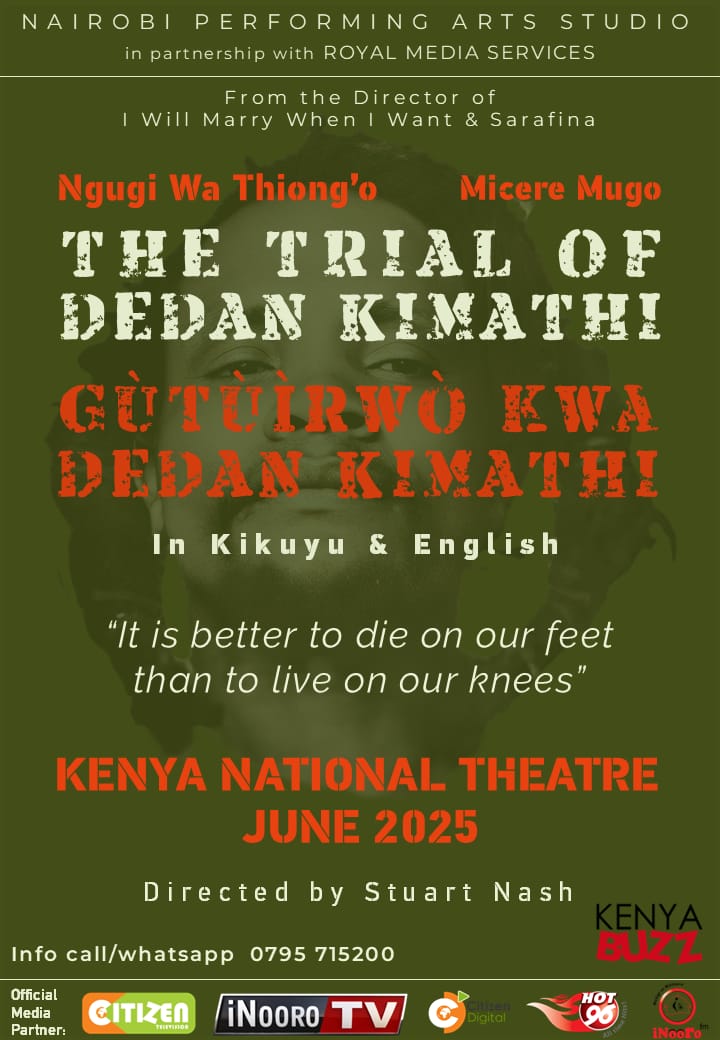 NAIROBI PERFORMING ARTS STUDIO
in partnership with ROYAL MEDIA SERVICES
From the Director of
I Will Marry When I Want & Sarafina
Ngugi Wa Thiong’o Micere Mugo
THE TRIAL OF
DEDAN KIMATHI
GÙTÙÌRWÒ KWA
DEDAN KIMATHI
In Kikuyu & English
“It is better to die on our feet
than to live on our knees”
KENYA NATIONAL THEATRE
JUNE 2025
Directed by Stuart Nash
KENYA
BUZZ
Info call/whatsapp 0795 715200
Official
Media
Partner:
CITIZEN
TELEVISION
iNOORO TV
Citizen
Digital
HOT
96
iNooro fm